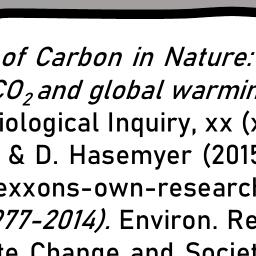 of Carbon in Nature:
CO₂ and global warmin
iological Inquiry, xx (x
& D. Hasemyer (2015
exxons-own-research
977-2014). Environ. Re
te Change and Societ